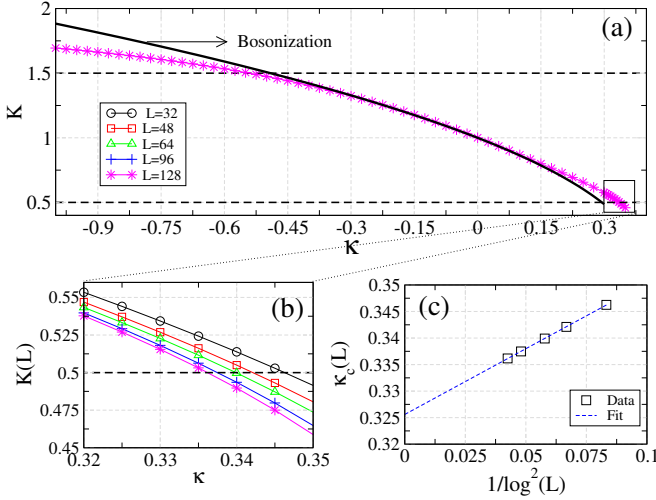 (a)
Bosonization
K
2
1.5
1
0.5
L=32
L=48
L=64
L=96
L=128
-0.9 -0.75 -0.6 -0.45 -0.3 -0.15 0 0.15 0.3
κ
(b)
K(L)
0.55
0.525
0.5
0.475
0.45
0.32 0.33 0.34 0.35
κ
(c)
κc(L)
0.345
0.335
0.325
0.35
0.34
0.33
0.32
Data
Fit
0 0.025 0.05 0.075 0.1
1/log²(L)